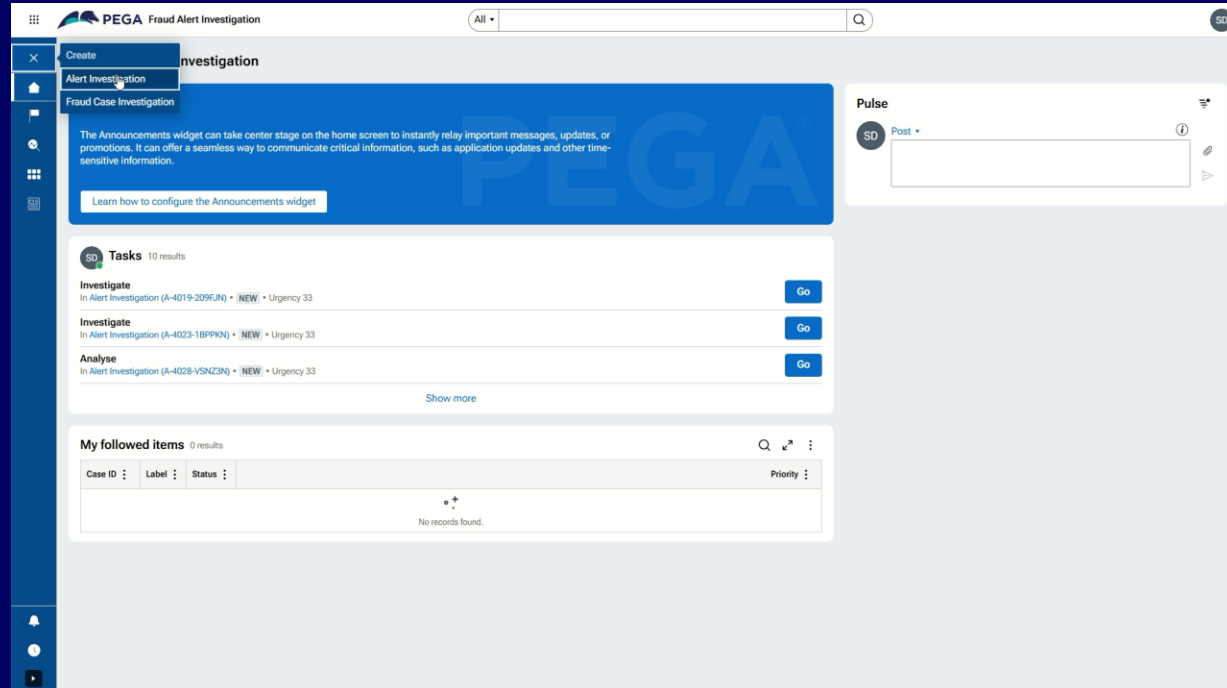 PEGA Fraud Alert Investigation
All
SD
Create
Alert Investigation
Fraud Case Investigation
nvestigation
The Announcements widget can take center stage on the home screen to instantly relay important messages, updates, or
promotions. It can offer a seamless way to communicate critical information, such as application updates and other time-
sensitive information.
Learn how to configure the Announcements widget
PEGA®
Pulse
SD Post
SD Tasks 10 results
Investigate
In Alert Investigation (A-4019-209FJN) • NEW • Urgency 33
Go
Investigate
In Alert Investigation (A-4023-1BPPKN) • NEW • Urgency 33
Go
Analyse
In Alert Investigation (A-4028-VSNZ3N) • NEW • Urgency 33
Go
Show more
My followed items 0 results
Case ID Label Status Priority
No records found.